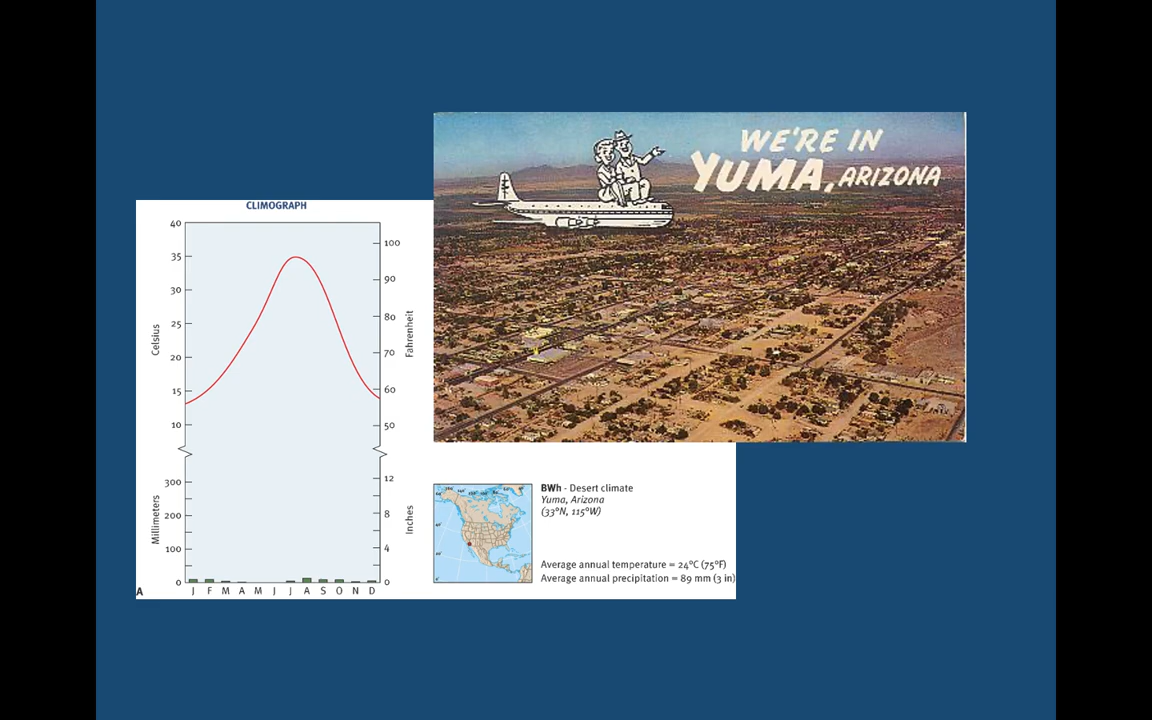 WE'RE IN
YUMA, ARIZONA
CLIMOGRAPH
40
35
30
25
20
15
10
Celsius
100
90
80
70
60
50
Fahrenheit
300
200
100
0
Millimeters
12
8
4
0
Inches
J F M A M J J A S O N D
A
BWh - Desert climate
Yuma, Arizona
(33°N, 115°W)
Average annual temperature = 24°C (75°F)
Average annual precipitation = 89 mm (3 in)